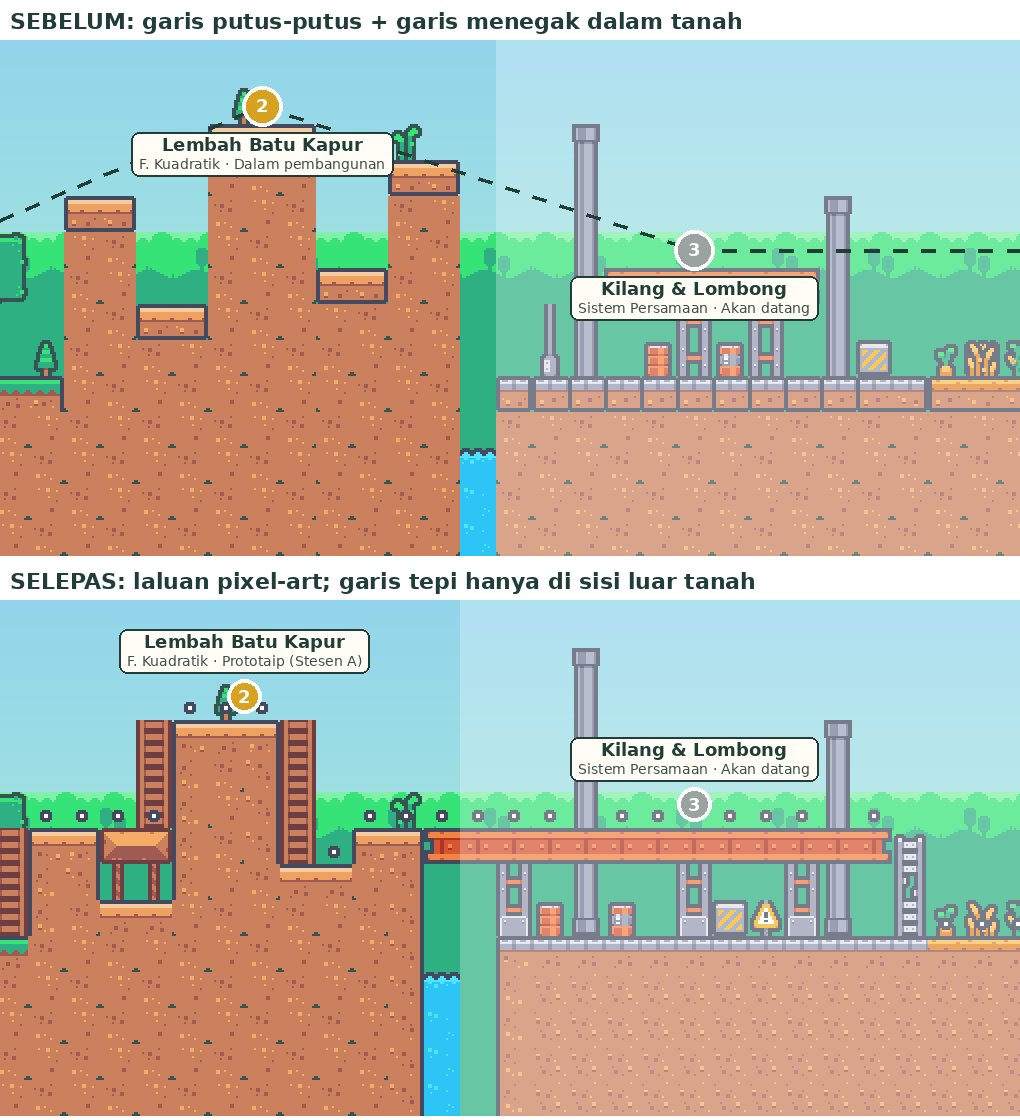 SEBELUM: garis putus-putus + garis menegak dalam tanah
2
Lembah Batu Kapur
F. Kuadratik · Dalam pembangunan
3
Kilang & Lombong
Sistem Persamaan · Akan datang
SELEPAS: laluan pixel-art; garis tepi hanya di sisi luar tanah
Lembah Batu Kapur
F. Kuadratik · Prototaip (Stesen A)
2
Kilang & Lombong
Sistem Persamaan · Akan datang
3